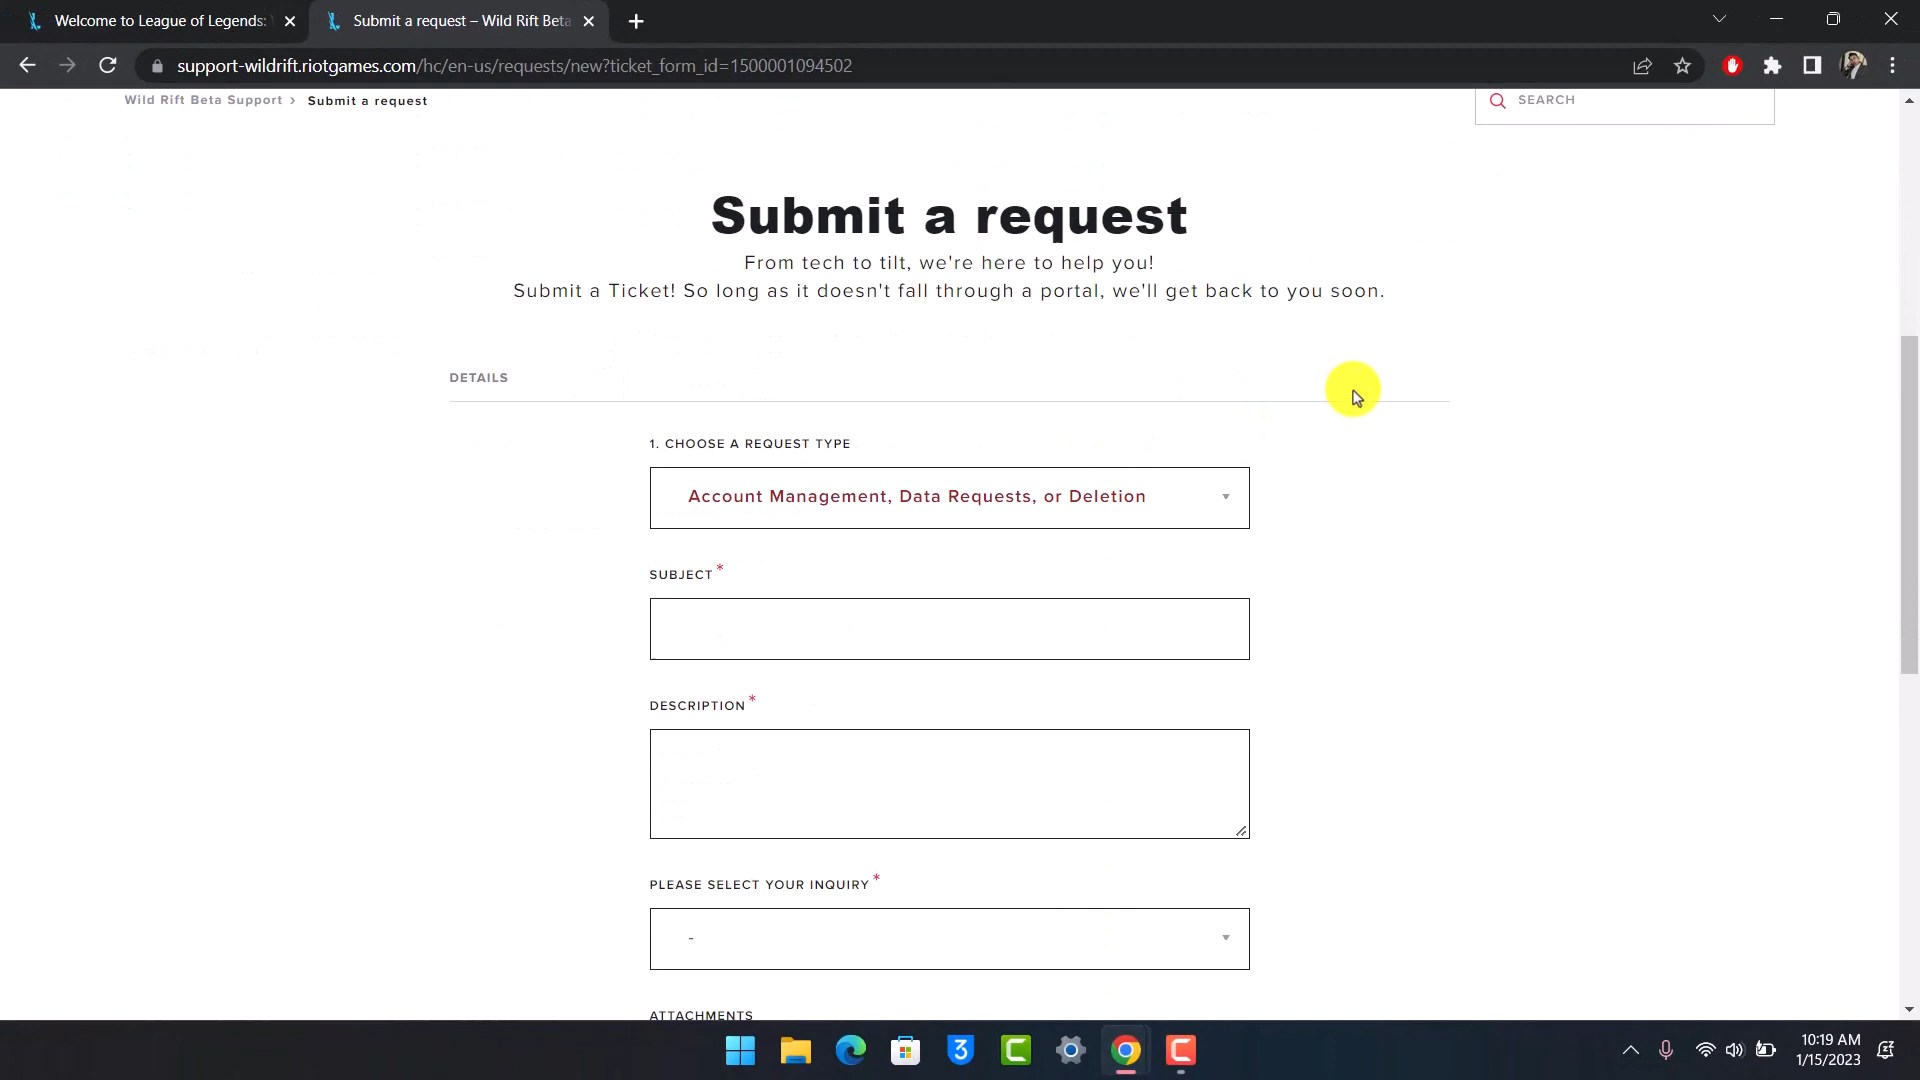 Welcome to League of Legends:
Submit a request – Wild Rift Beta
support-wildrift.riotgames.com/hc/en-us/requests/new?ticket_form_id=1500001094502
Wild Rift Beta Support > Submit a request
SEARCH
Submit a request
From tech to tilt, we're here to help you!
Submit a Ticket! So long as it doesn't fall through a portal, we'll get back to you soon.
DETAILS
1. CHOOSE A REQUEST TYPE
Account Management, Data Requests, or Deletion
SUBJECT*
DESCRIPTION*
PLEASE SELECT YOUR INQUIRY*
-
ATTACHMENTS
10:19 AM
1/15/2023